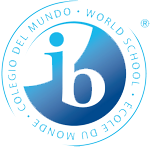 COLEGIO DEL MUNDO · WORLD SCHOOL · ECOLE DU MONDE ·
ib
®